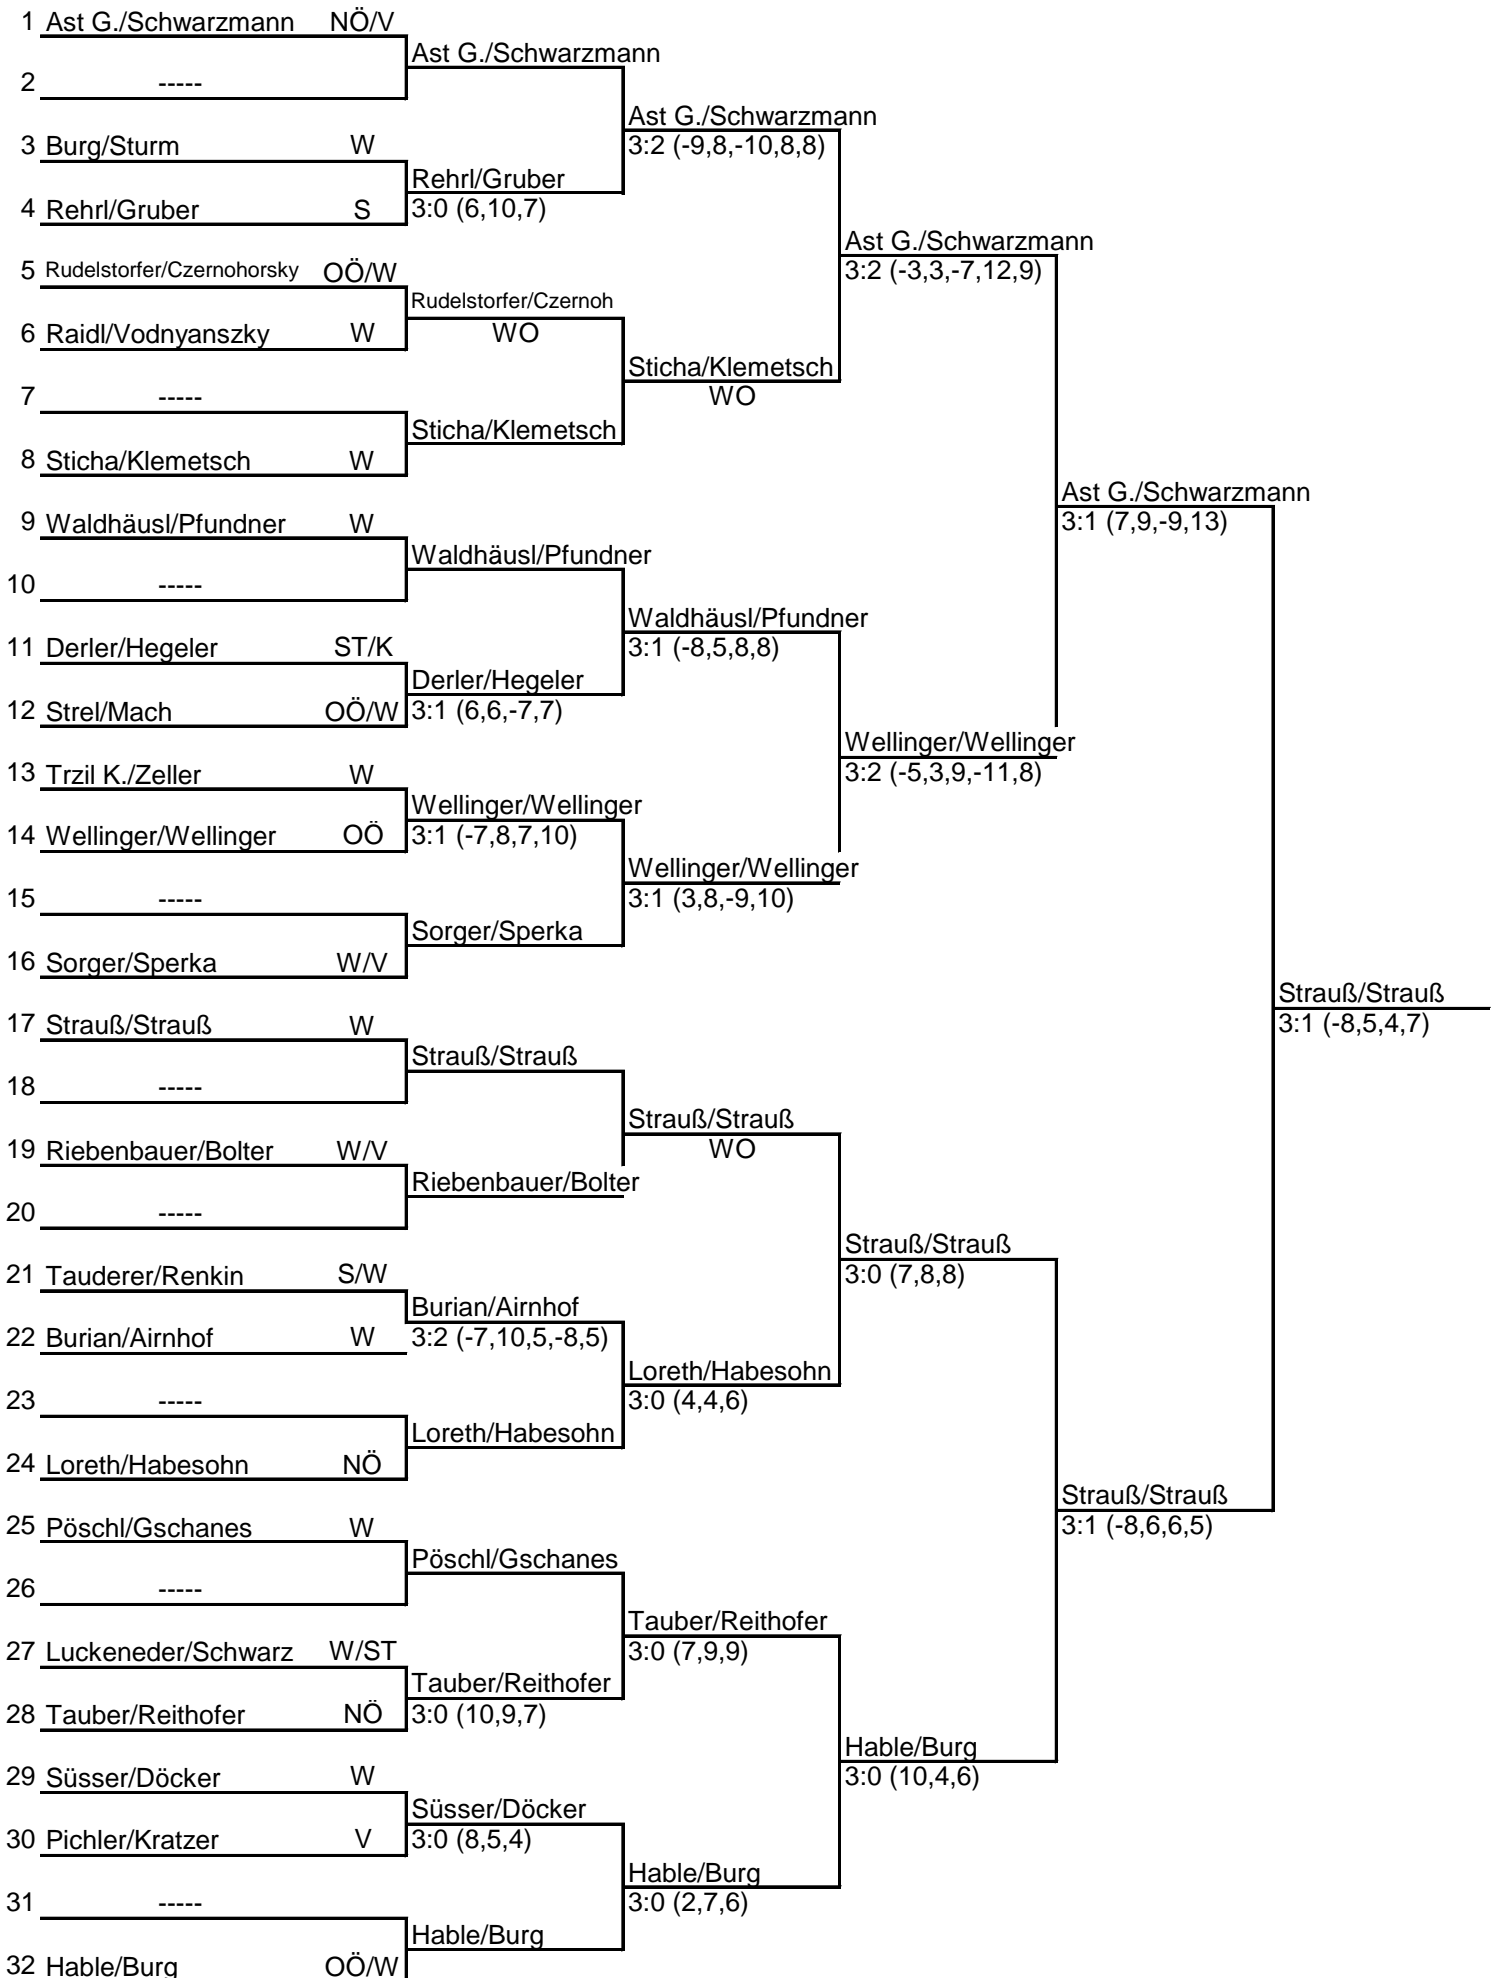 1 Ast G./Schwarzmann NÖ/V
Ast G./Schwarzmann
2 -----
Ast G./Schwarzmann
3 Burg/Sturm W
3:2 (-9,8,-10,8,8)
Rehrl/Gruber
4 Rehrl/Gruber S
3:0 (6,10,7)
Ast G./Schwarzmann
5 Rudelstorfer/Czernohorsky OÖ/W
3:2 (-3,3,-7,12,9)
Rudelstorfer/Czernoh
6 Raidl/Vodnyanszky W
WO
Sticha/Klemetsch
7 -----
WO
Sticha/Klemetsch
8 Sticha/Klemetsch W
Ast G./Schwarzmann
9 Waldhäusl/Pfundner W
3:1 (7,9,-9,13)
Waldhäusl/Pfundner
10 -----
Waldhäusl/Pfundner
11 Derler/Hegeler ST/K
3:1 (-8,5,8,8)
Derler/Hegeler
12 Strel/Mach OÖ/W
3:1 (6,6,-7,7)
Wellinger/Wellinger
13 Trzil K./Zeller W
3:2 (-5,3,9,-11,8)
Wellinger/Wellinger
14 Wellinger/Wellinger OÖ
3:1 (-7,8,7,10)
Wellinger/Wellinger
15 -----
3:1 (3,8,-9,10)
Sorger/Sperka
16 Sorger/Sperka W/V
Strauß/Strauß
17 Strauß/Strauß W
3:1 (-8,5,4,7)
Strauß/Strauß
18 -----
Strauß/Strauß
19 Riebenbauer/Bolter W/V
WO
Riebenbauer/Bolter
20 -----
Strauß/Strauß
21 Tauderer/Renkin S/W
3:0 (7,8,8)
Burian/Airnhof
22 Burian/Airnhof W
3:2 (-7,10,5,-8,5)
Loreth/Habesohn
23 -----
3:0 (4,4,6)
Loreth/Habesohn
24 Loreth/Habesohn NÖ
Strauß/Strauß
25 Pöschl/Gschanes W
3:1 (-8,6,6,5)
Pöschl/Gschanes
26 -----
Tauber/Reithofer
27 Luckeneder/Schwarz W/ST
3:0 (7,9,9)
Tauber/Reithofer
28 Tauber/Reithofer NÖ
3:0 (10,9,7)
Hable/Burg
29 Süsser/Döcker W
3:0 (10,4,6)
Süsser/Döcker
30 Pichler/Kratzer V
3:0 (8,5,4)
Hable/Burg
31 -----
3:0 (2,7,6)
Hable/Burg
32 Hable/Burg OÖ/W